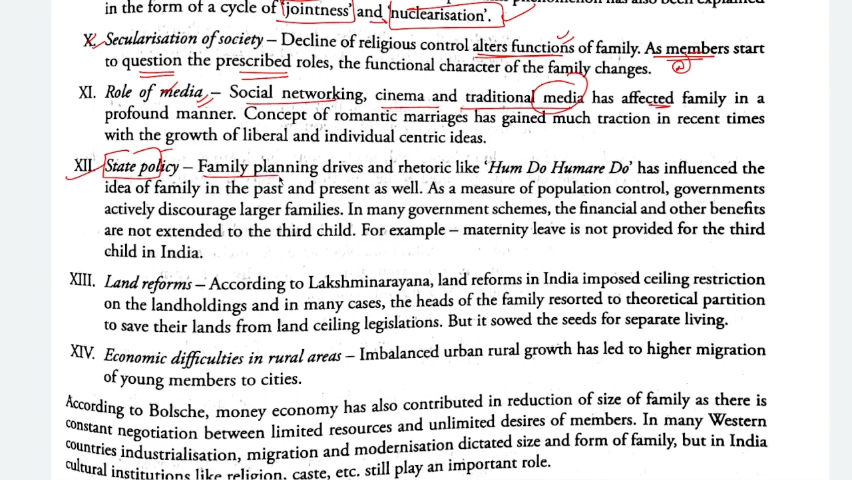 in the form of a cycle of 'jointness' and 'nuclearisation'.
X. Secularisation of society – Decline of religious control alters functions of family. As members start
to question the prescribed roles, the functional character of the family changes.
XI. Role of media – Social networking, cinema and traditional media has affected family in a
profound manner. Concept of romantic marriages has gained much traction in recent times
with the growth of liberal and individual centric ideas.
XII. State policy – Family planning drives and rhetoric like 'Hum Do Humare Do' has influenced the
idea of family in the past and present as well. As a measure of population control, governments
actively discourage larger families. In many government schemes, the financial and other benefits
are not extended to the third child. For example – maternity leave is not provided for the third
child in India.
XIII. Land reforms – According to Lakshminarayana, land reforms in India imposed ceiling restriction
on the landholdings and in many cases, the heads of the family resorted to theoretical partition
to save their lands from land ceiling legislations. But it sowed the seeds for separate living.
XIV. Economic difficulties in rural areas – Imbalanced urban rural growth has led to higher migration
of young members to cities.
According to Bolsche, money economy has also contributed in reduction of size of family as there is
constant negotiation between limited resources and unlimited desires of members. In many Western
countries industrialisation, migration and modernisation dictated size and form of family, but in India
cultural institutions like religion, caste, etc. still play an important role.